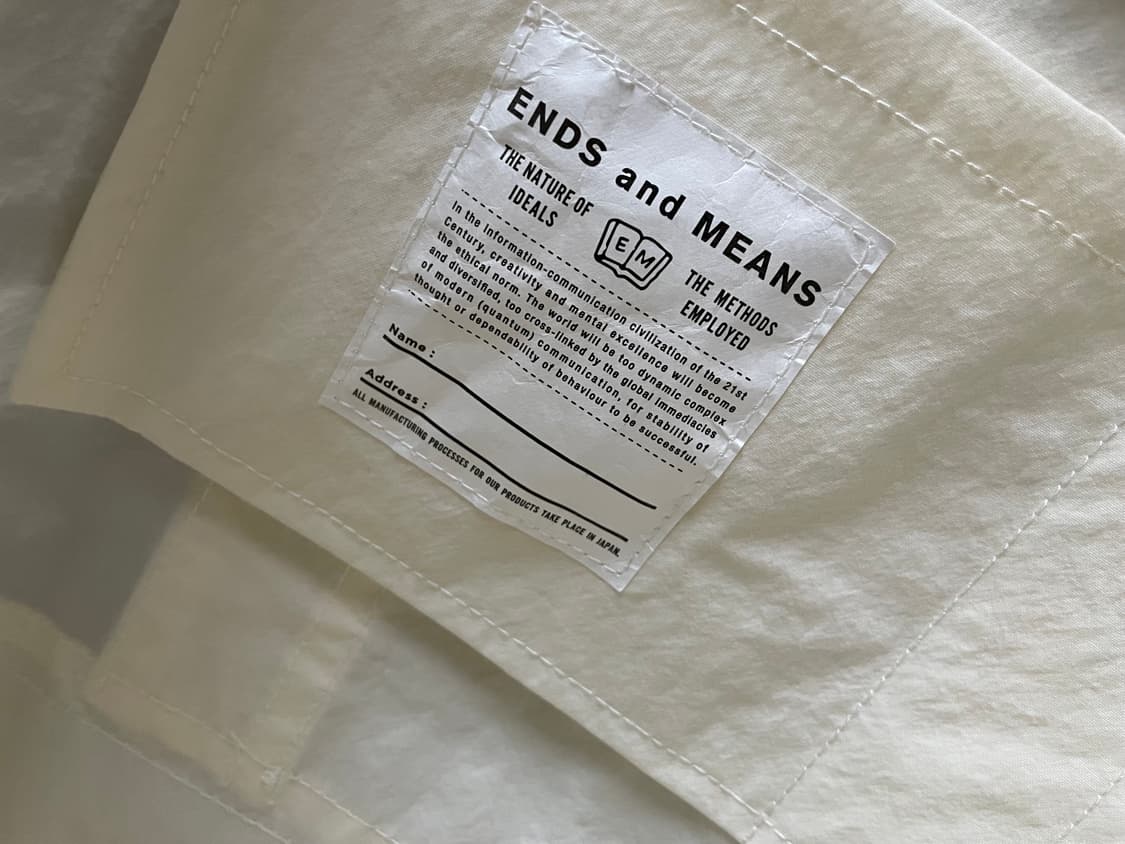 ENDS and MEANS
THE NATURE OF
IDEALS
E M
THE METHODS
EMPLOYED
In the information-communication civilization of the 21st
Century, creativity and mental excellence will become
the ethical norm. The world will be too dynamic complex
and diversified, too cross-linked by the global immediacies
of modern (quantum) communication, for stability of
thought or dependability of behaviour to be successful.
Name :
Address :
ALL MANUFACTURING PROCESSES FOR OUR PRODUCTS TAKE PLACE IN JAPAN.